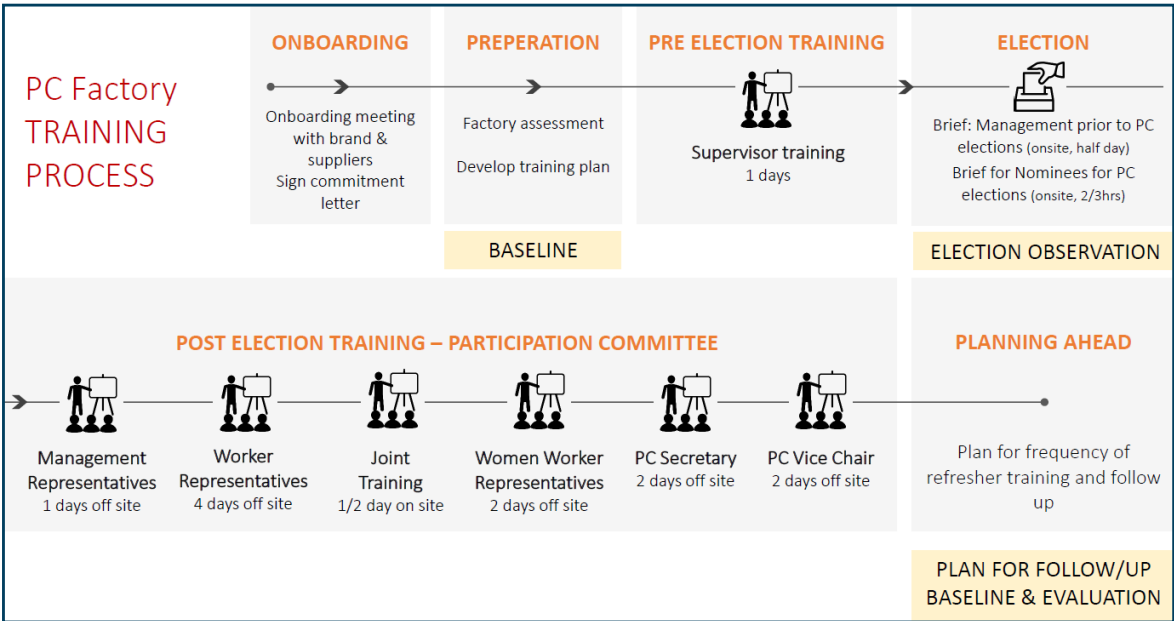 PC Factory
TRAINING
PROCESS
ONBOARDING
Onboarding meeting
with brand &
suppliers
Sign commitment
letter
PREPERATION
Factory assessment
Develop training plan
BASELINE
PRE ELECTION TRAINING
Supervisor training
1 days
ELECTION
Brief: Management prior to PC
elections (onsite, half day)
Brief for Nominees for PC
elections (onsite, 2/3hrs)
ELECTION OBSERVATION
POST ELECTION TRAINING – PARTICIPATION COMMITTEE
Management
Representatives
1 days off site
Worker
Representatives
4 days off site
Joint
Training
1/2 day on site
Women Worker
Representatives
2 days off site
PC Secretary
2 days off site
PC Vice Chair
2 days off site
PLANNING AHEAD
Plan for frequency of
refresher training and follow
up
PLAN FOR FOLLOW/UP
BASELINE & EVALUATION